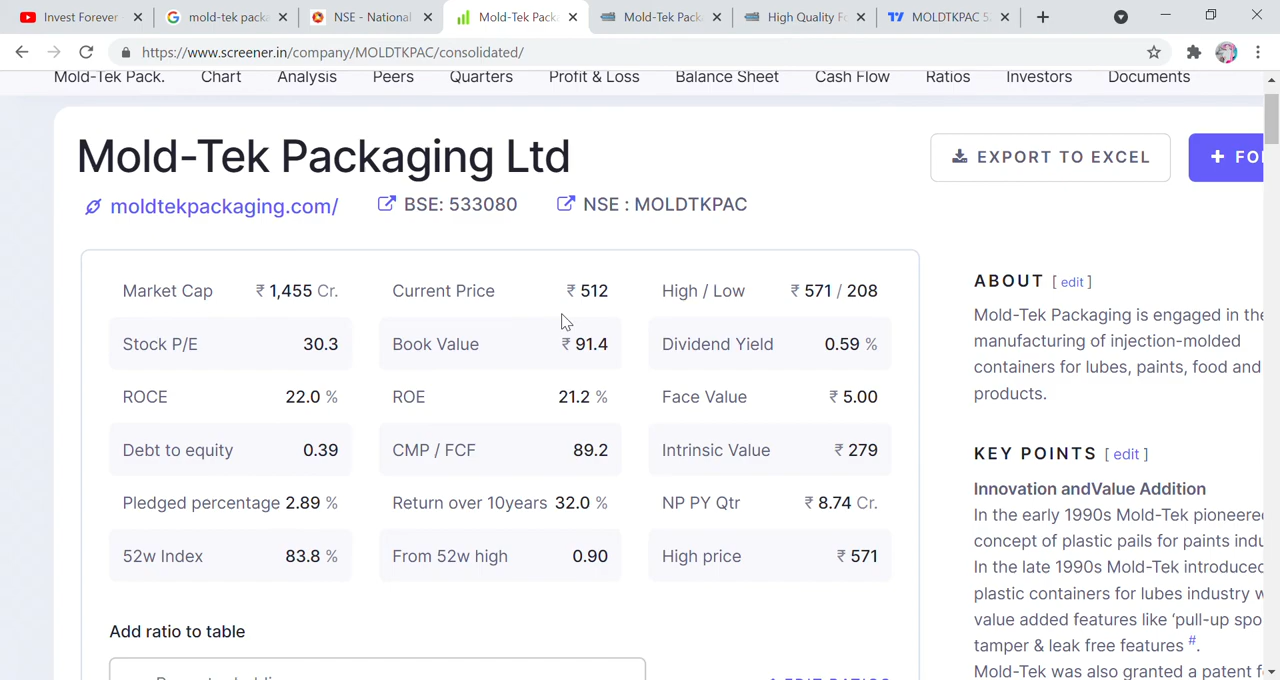 Invest Forever
mold-tek packa
NSE - National
Mold-Tek Pack
Mold-Tek Pack
High Quality Fo
MOLDTKPAC 5
https://www.screener.in/company/MOLDTKPAC/consolidated/
Mold-Tek Pack. Chart Analysis Peers Quarters Profit & Loss Balance Sheet Cash Flow Ratios Investors Documents
Mold-Tek Packaging Ltd
EXPORT TO EXCEL
+ FO
moldtekpackaging.com/
BSE: 533080
NSE : MOLDTKPAC
Market Cap ₹ 1,455 Cr.
Current Price ₹ 512
High / Low ₹ 571 / 208
Stock P/E 30.3
Book Value ₹ 91.4
Dividend Yield 0.59 %
ROCE 22.0 %
ROE 21.2 %
Face Value ₹ 5.00
Debt to equity 0.39
CMP / FCF 89.2
Intrinsic Value ₹ 279
Pledged percentage 2.89 %
Return over 10years 32.0 %
NP PY Qtr ₹ 8.74 Cr.
52w Index 83.8 %
From 52w high 0.90
High price ₹ 571
Add ratio to table
ABOUT [ edit ]
Mold-Tek Packaging is engaged in the
manufacturing of injection-molded
containers for lubes, paints, food and
products.
KEY POINTS [ edit ]
Innovation andValue Addition
In the early 1990s Mold-Tek pioneere
concept of plastic pails for paints indu
In the late 1990s Mold-Tek introduced
plastic containers for lubes industry w
value added features like 'pull-up spo
tamper & leak free features #.
Mold-Tek was also granted a patent f